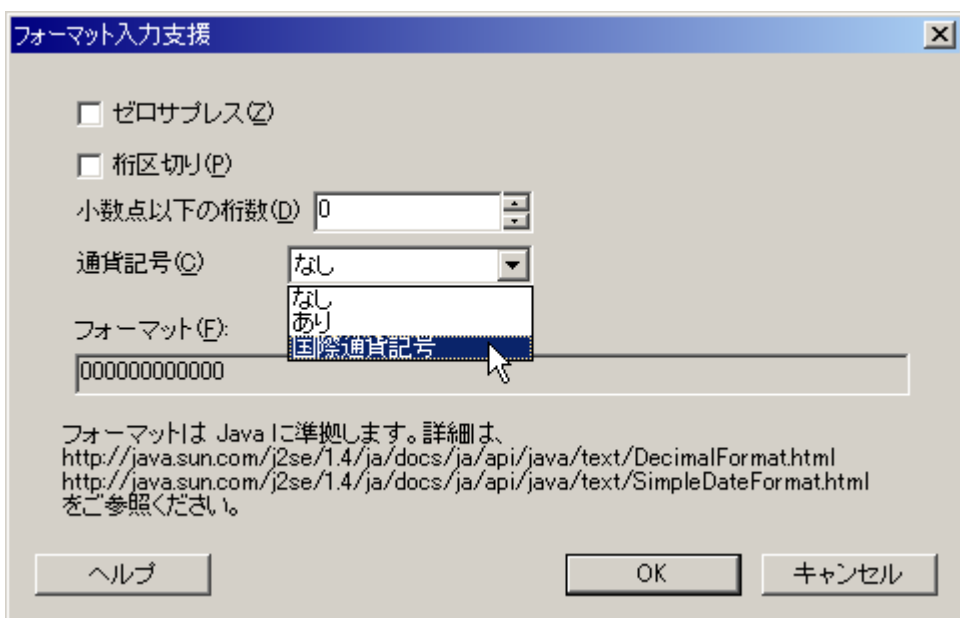 フォーマット入力支援
ゼロサプレス(Z)
桁区切り(P)
小数点以下の桁数(D) 0
通貨記号(C) なし
なし
あり
国際通貨記号
フォーマット(F):
000000000000
フォーマットは Java に準拠します。詳細は、
http://java.sun.com/j2se/1.4/ja/docs/ja/api/java/text/DecimalFormat.html
http://java.sun.com/j2se/1.4/ja/docs/ja/api/java/text/SimpleDateFormat.html
をご参照ください。
ヘルプ OK キャンセル